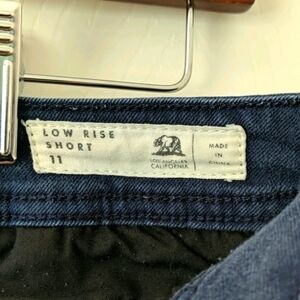 LOW RISE
SHORT
11
LOS ANGELES
CALIFORNIA
MADE
IN
CHINA